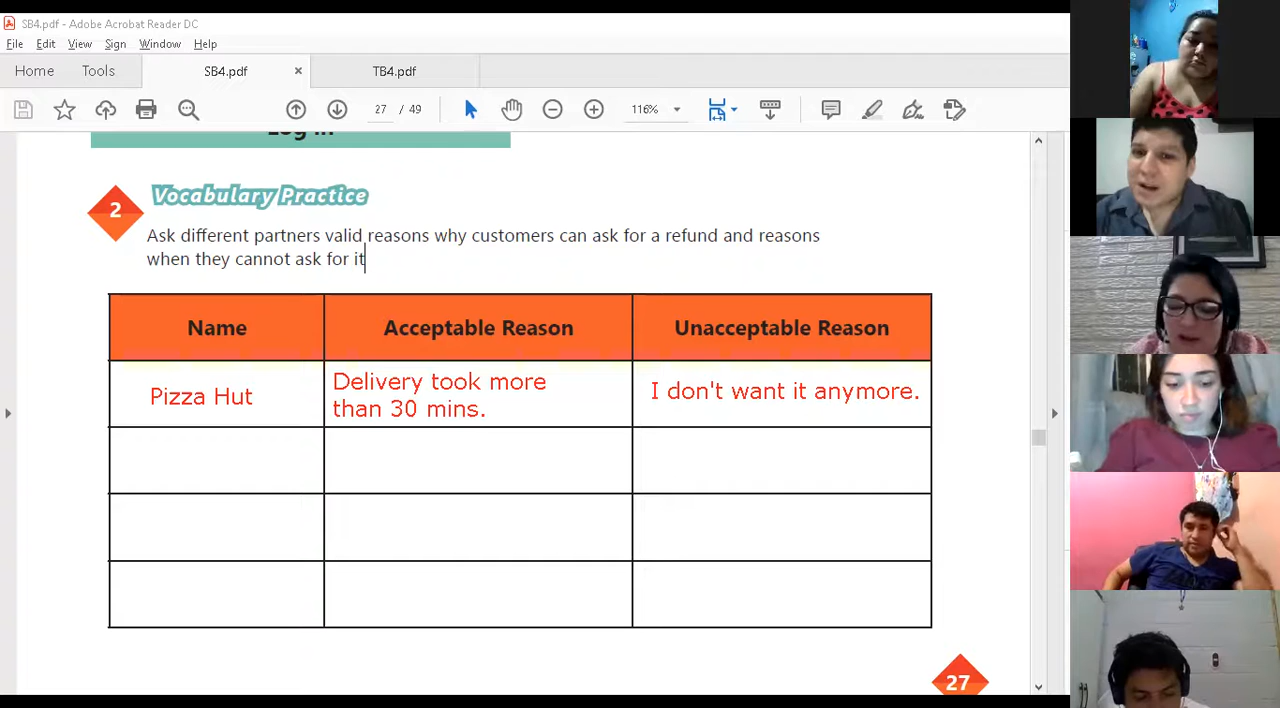 SB4.pdf - Adobe Acrobat Reader DC
File Edit View Sign Window Help
Home Tools SB4.pdf × TB4.pdf
27 / 49 116%
Log in
2 Vocabulary Practice
Ask different partners valid reasons why customers can ask for a refund and reasons
when they cannot ask for it
Name Acceptable Reason Unacceptable Reason
Pizza Hut Delivery took more than 30 mins. I don't want it anymore.
27